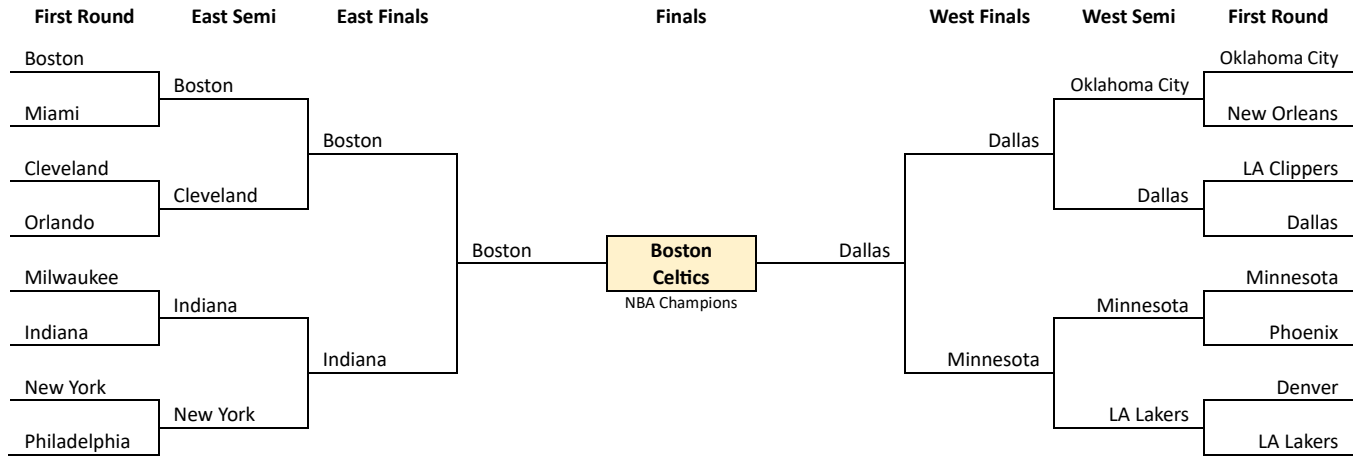 First Round East Semi East Finals Finals West Finals West Semi First Round
Boston Oklahoma City
Boston Oklahoma City
Miami New Orleans
Boston Dallas
Cleveland LA Clippers
Cleveland Dallas
Orlando Dallas
Boston Boston Dallas
Celtics
Milwaukee Minnesota
NBA Champions
Indiana Minnesota
Indiana Phoenix
Indiana Minnesota
New York Denver
New York LA Lakers
Philadelphia LA Lakers